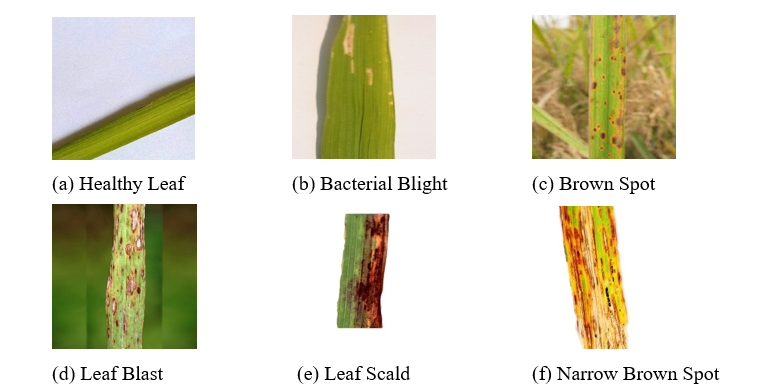 (a) Healthy Leaf
(b) Bacterial Blight
(c) Brown Spot
(d) Leaf Blast
(e) Leaf Scald
(f) Narrow Brown Spot